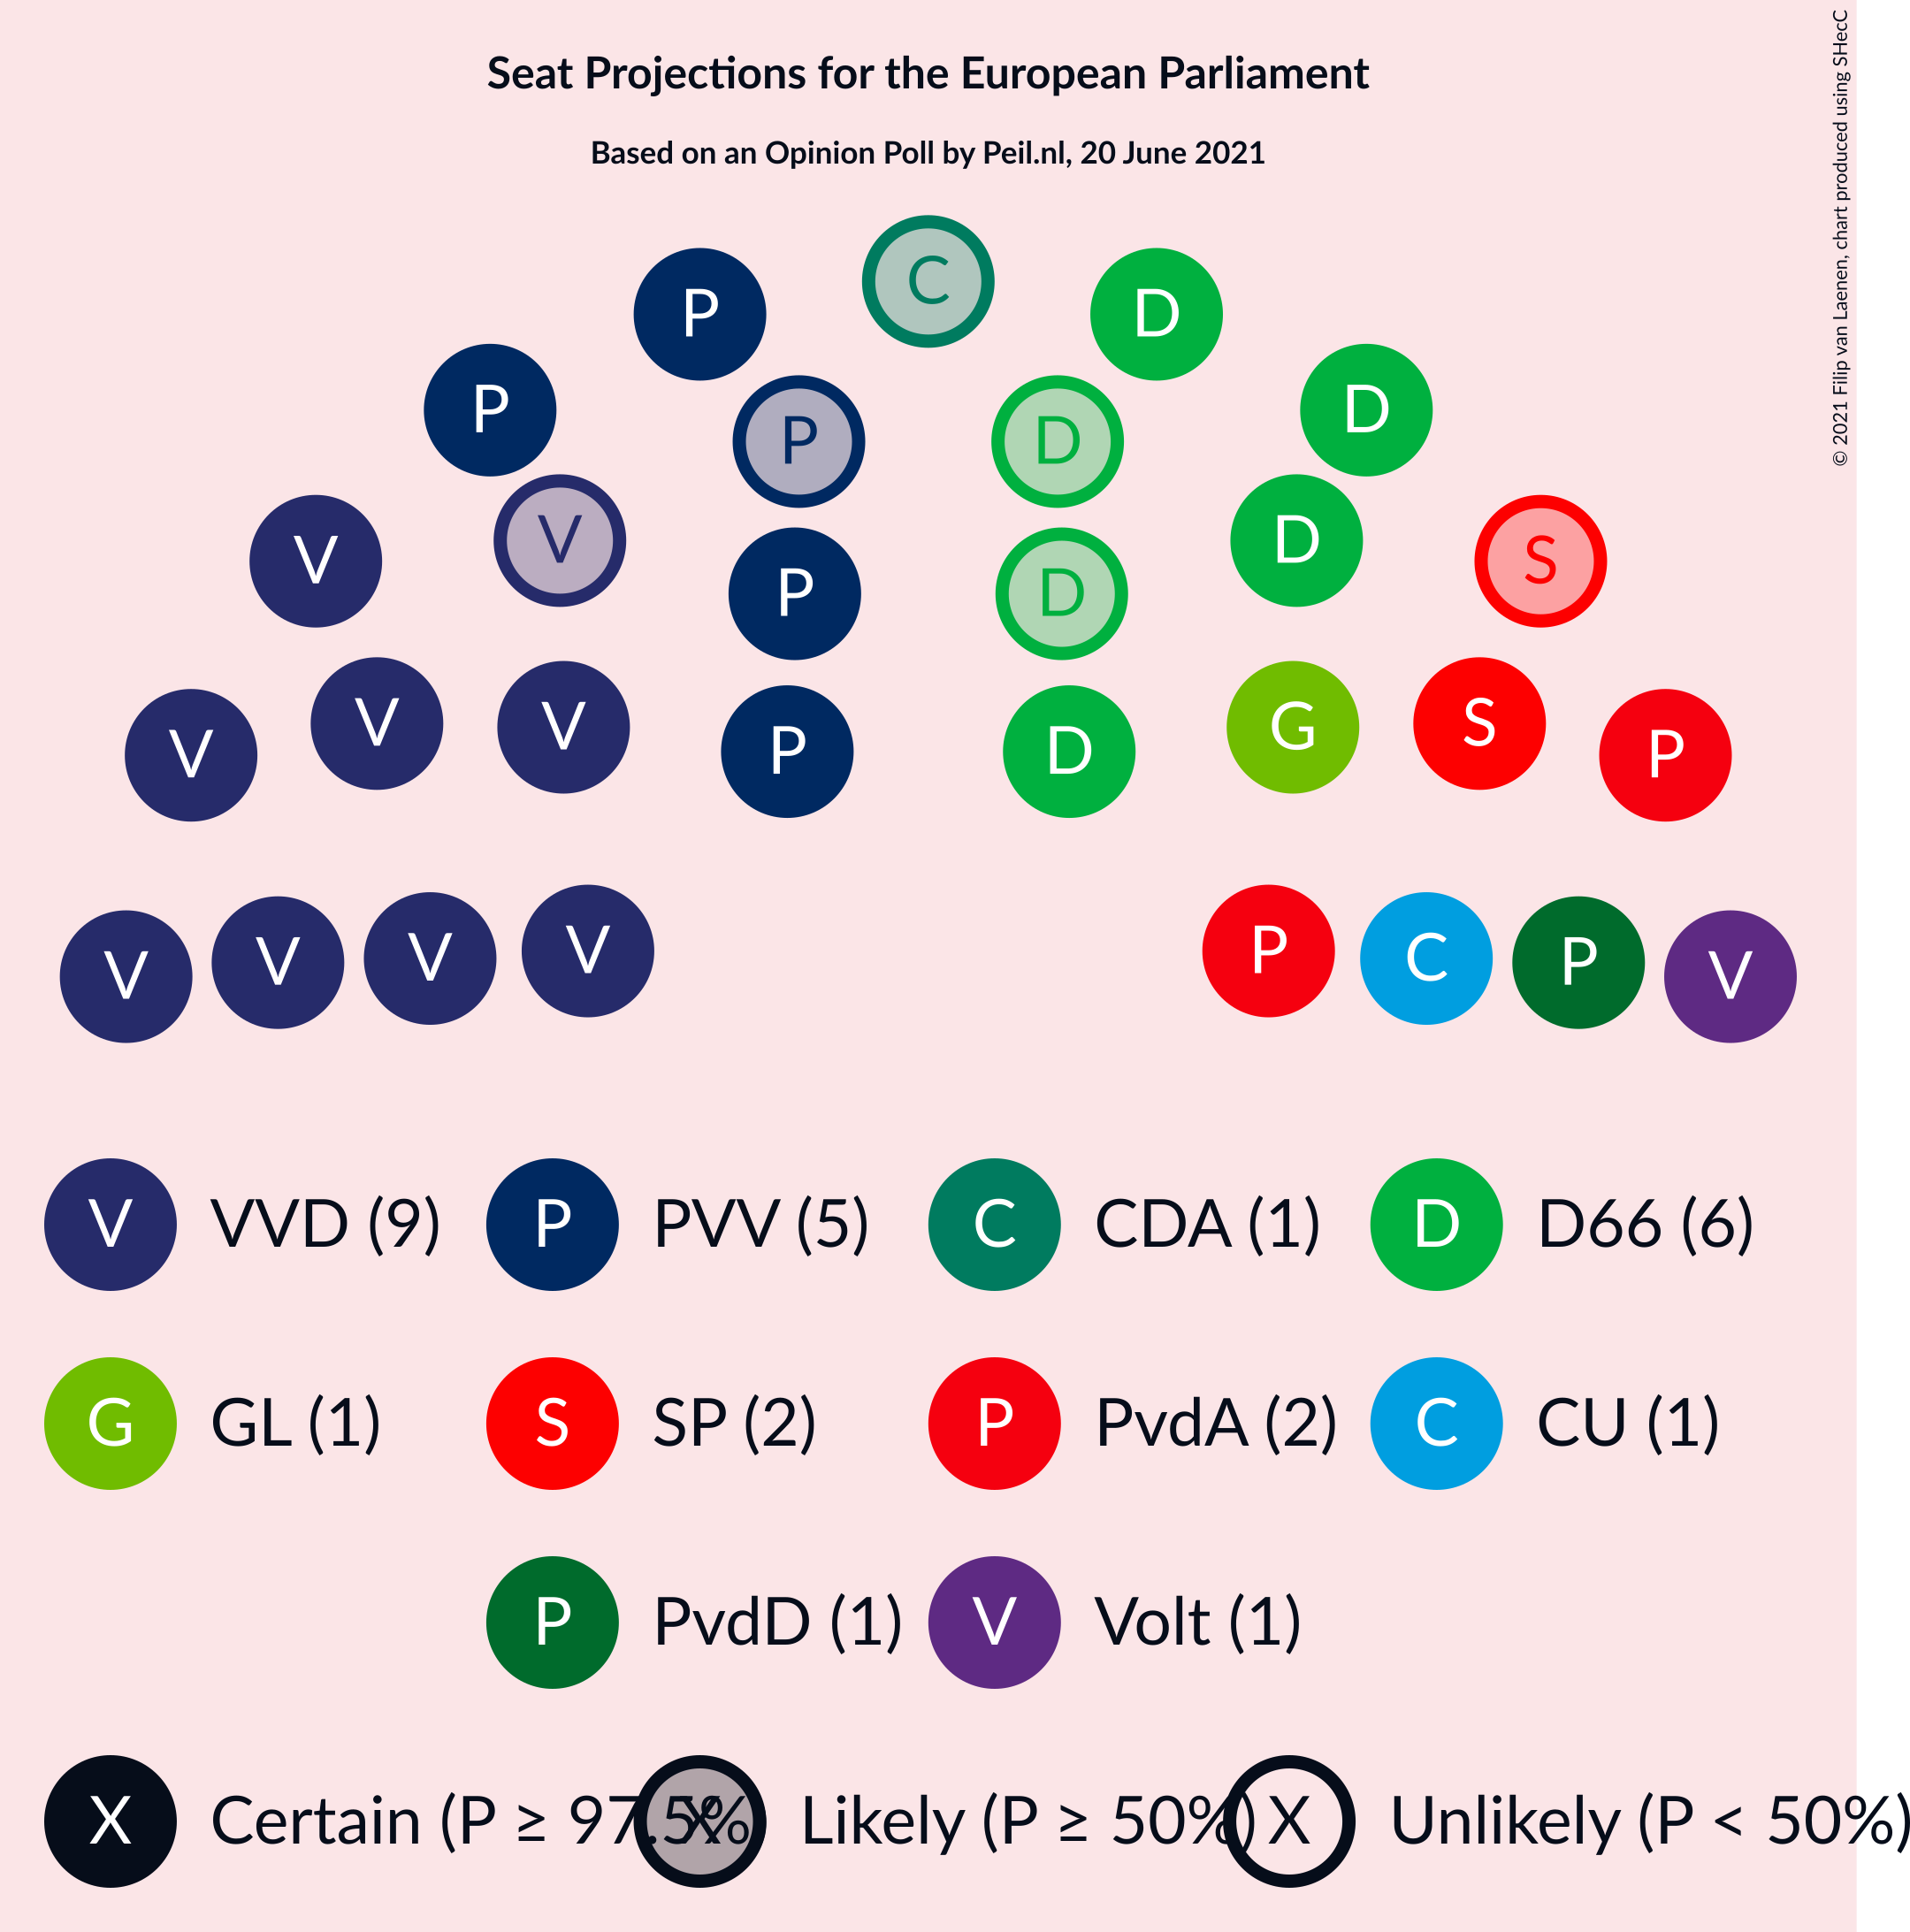 Seat Projections for the European Parliament
Based on an Opinion Poll by Peil.nl, 20 June 2021
© 2021 Filip van Laenen, chart produced using SHecC
C
P D
P D
P D
V V D S
P D
V V V P D G S P
V V V V P C P V
V VVD (9) P PVV (5) C CDA (1) D D66 (6)
G GL (1) S SP (2) P PvdA (2) C CU (1)
P PvdD (1) V Volt (1)
X Certain (P ≥ 97.5% X Likely (P ≥ 50%) X Unlikely (P < 50%)